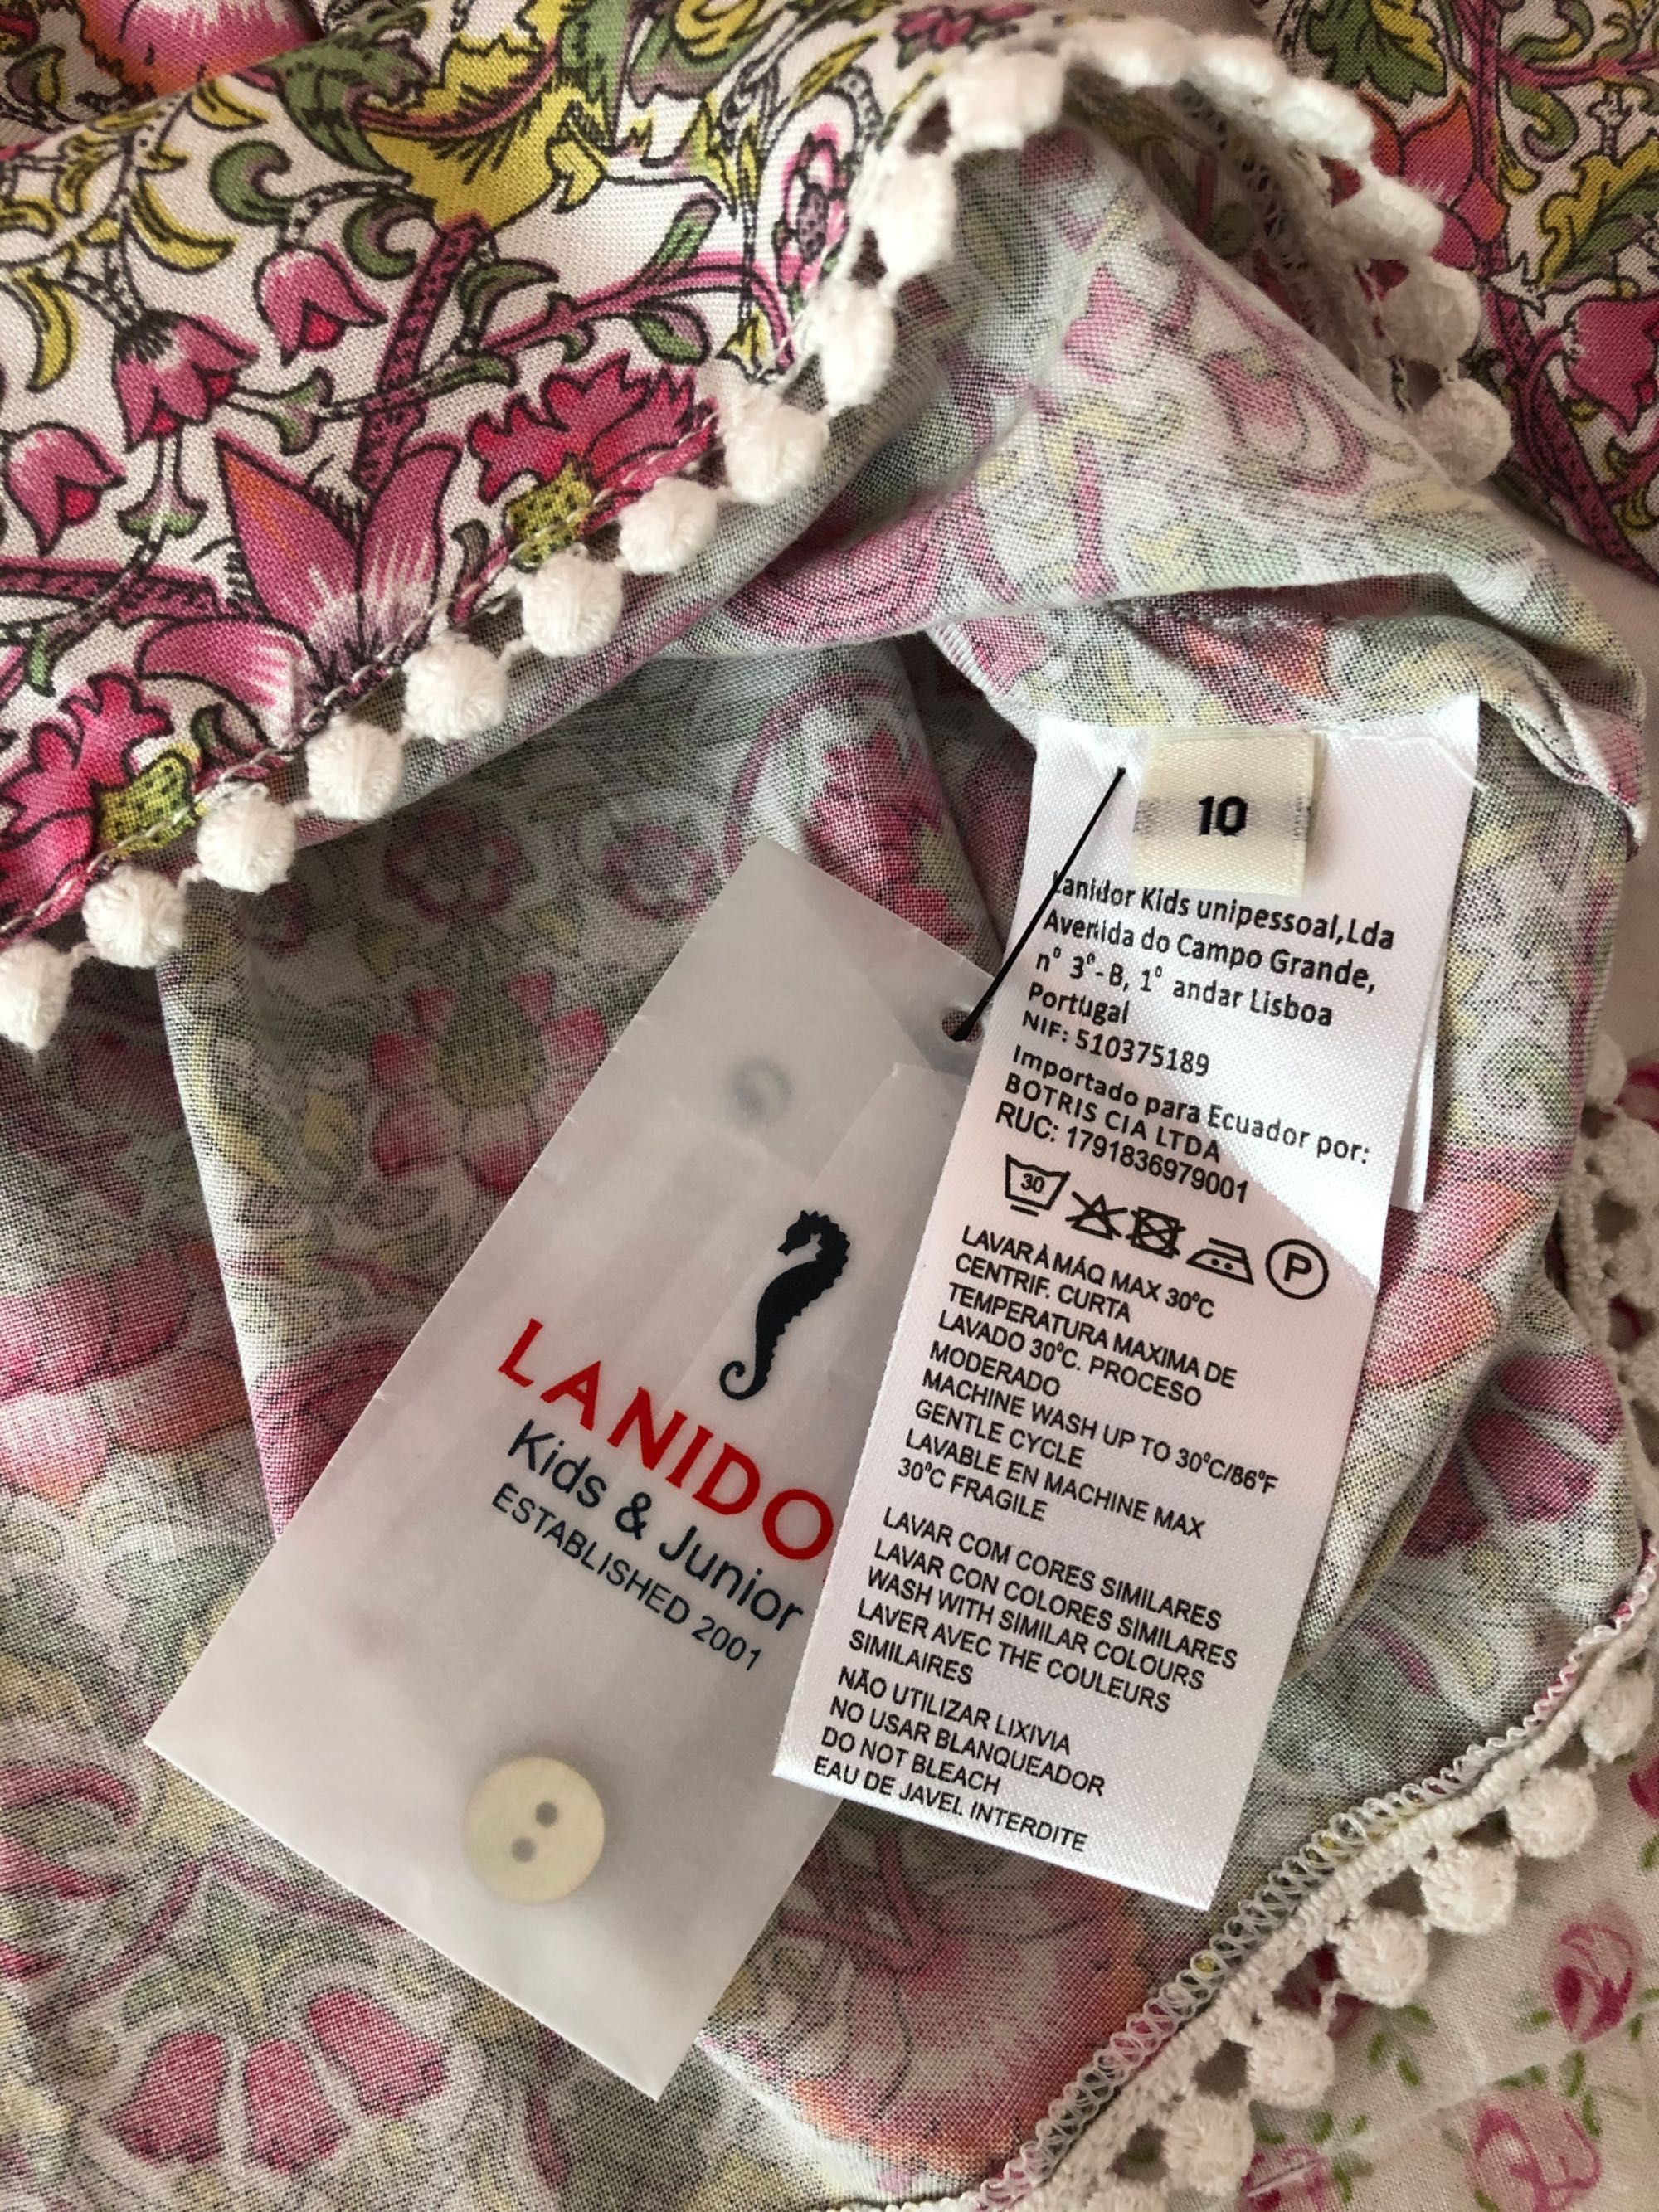 10
Lanidor Kids unipessoal,Lda
Avenida do Campo Grande,
nº 3º-B, 1º andar Lisboa
Portugal
NIF: 510375189
Importado para Ecuador por:
BOTRIS CIA LTDA
RUC: 1791836979001
30
P
LAVAR À MÁQ MAX 30ºC
CENTRIF. CURTA
TEMPERATURA MAXIMA DE
LAVADO 30ºC. PROCESO
MODERADO
MACHINE WASH UP TO 30ºC/86ºF
GENTLE CYCLE
LAVABLE EN MACHINE MAX
30ºC FRAGILE
LAVAR COM CORES SIMILARES
LAVAR CON COLORES SIMILARES
WASH WITH SIMILAR COLOURS
LAVER AVEC THE COULEURS
SIMILAIRES
NÃO UTILIZAR LIXIVIA
NO USAR BLANQUEADOR
DO NOT BLEACH
EAU DE JAVEL INTERDITE
LANIDO
Kids & Junior
ESTABLISHED 2001